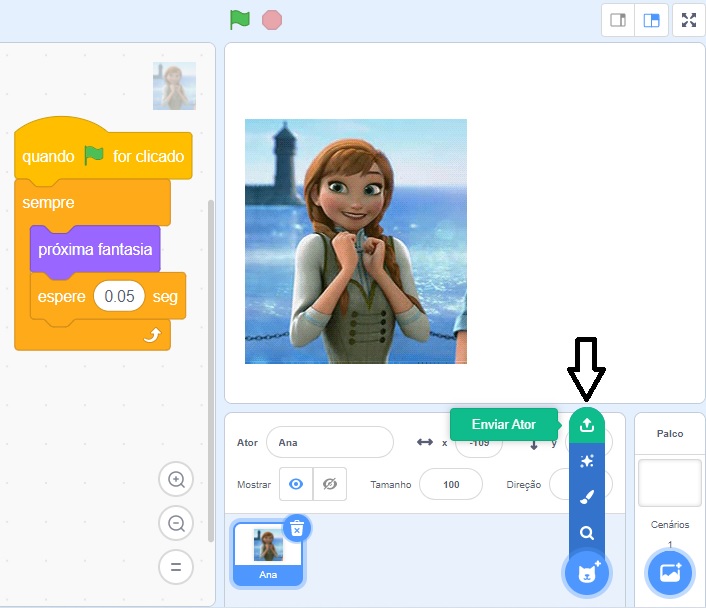 quando for clicado
sempre
próxima fantasia
espere 0.05 seg
Enviar Ator
Ator Ana x -109 y
Palco
Mostrar Tamanho 100 Direção
Cenários
1
Ana